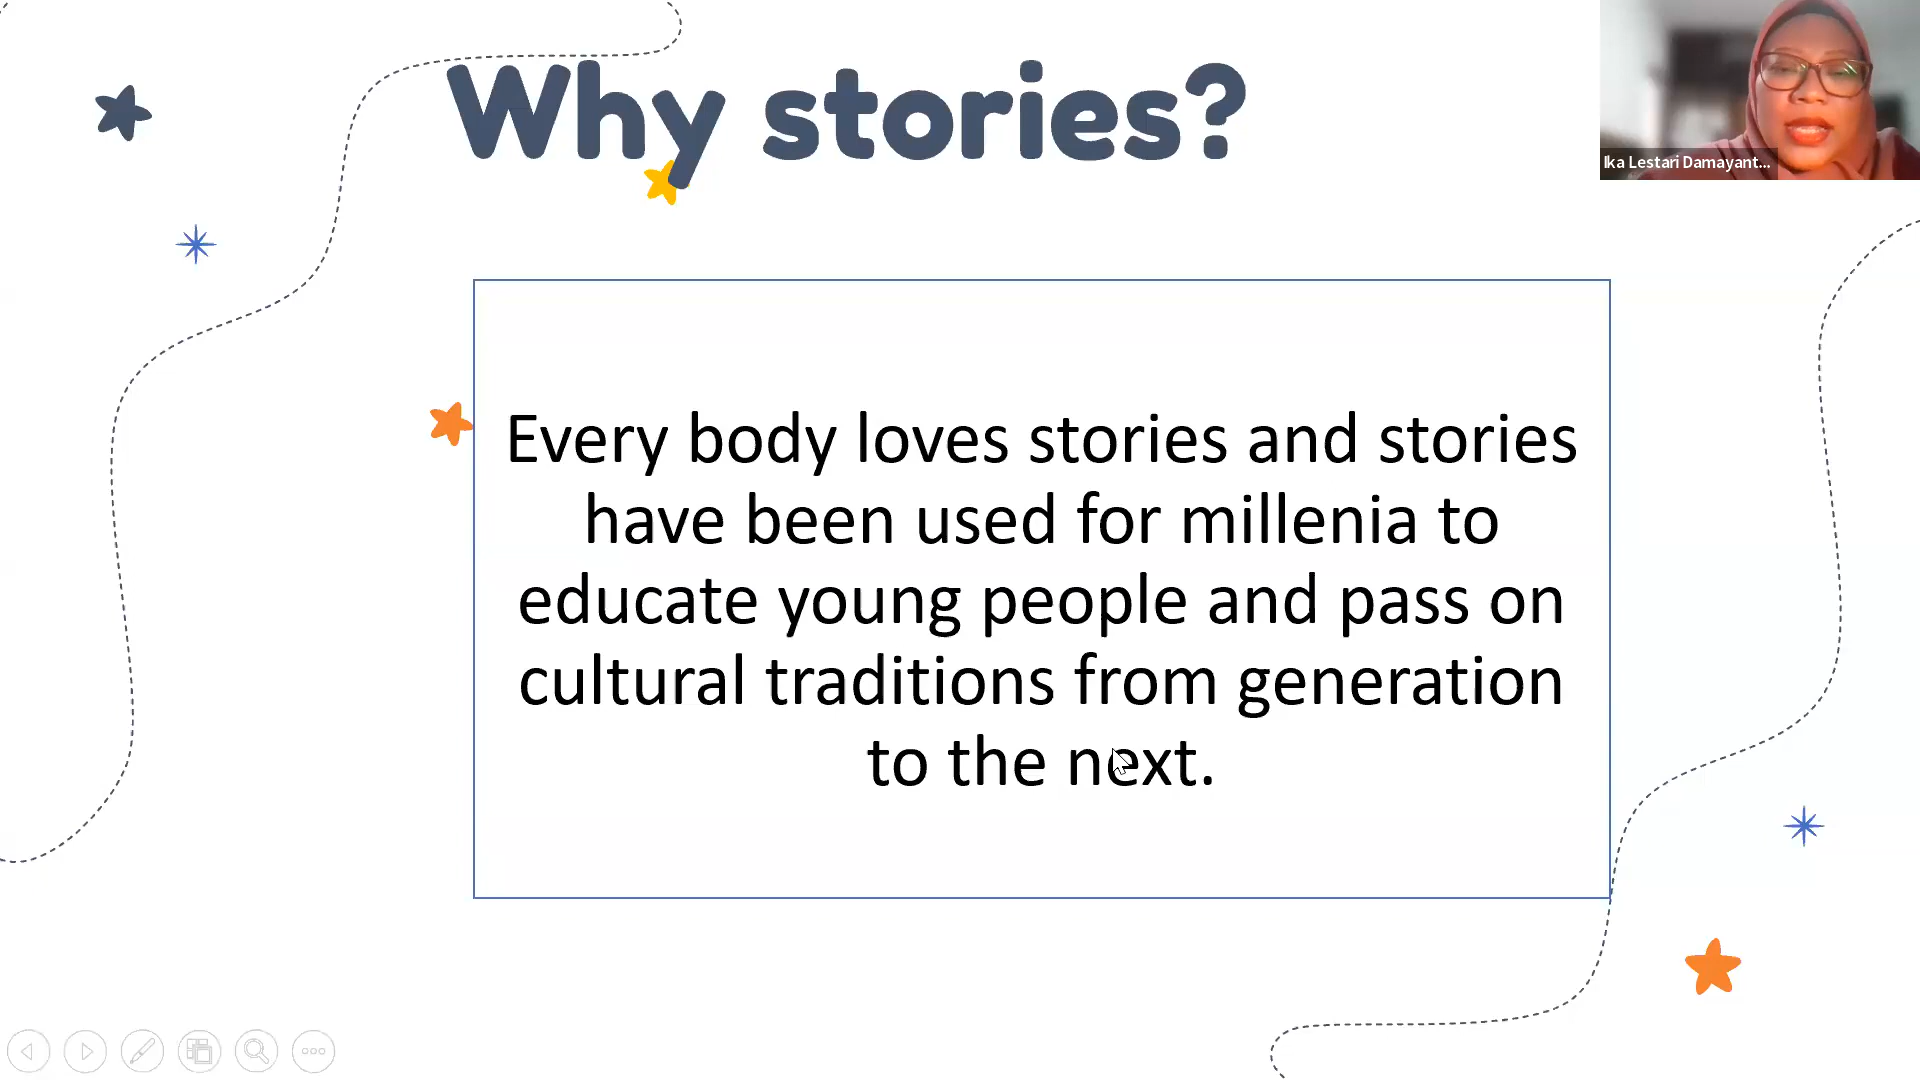 Why stories?
Ika Lestari Damayant...
Every body loves stories and stories
have been used for millenia to
educate young people and pass on
cultural traditions from generation
to the next.